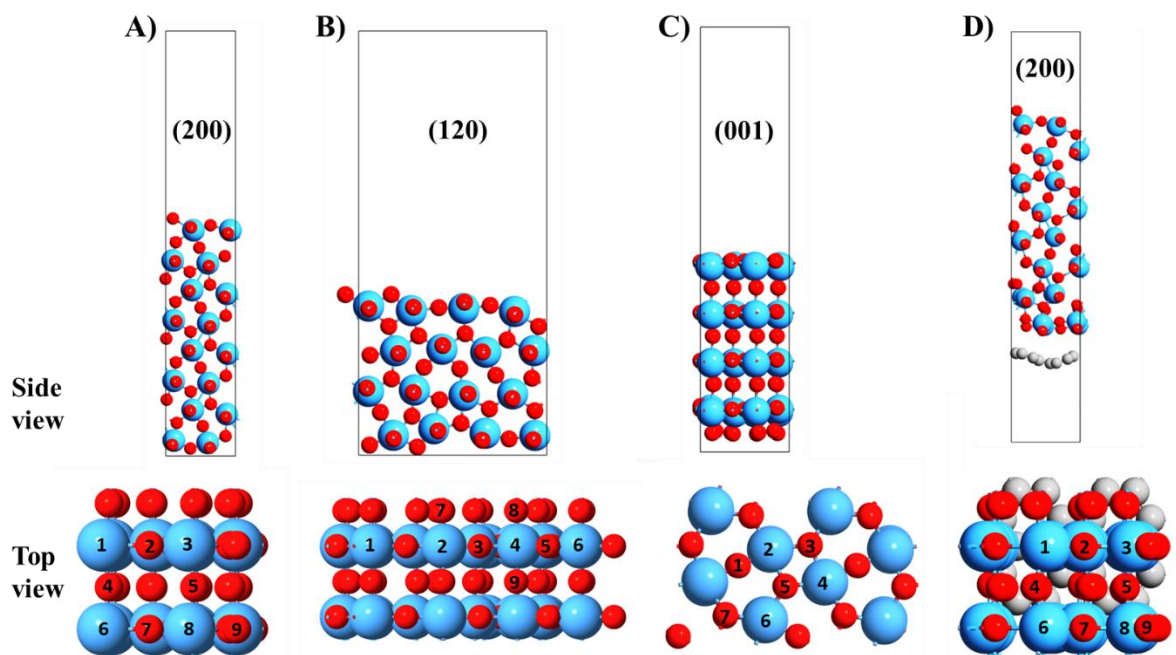 A) B) C) D)
(200) (120) (001) (200)
Side
view
Top
view
1 2 3
4 5
6 7 8 9
7 8
1 2 3 4 5 6
9
2 3
1 5 4
7 6
1 2 3
4 5
6 7 8 9